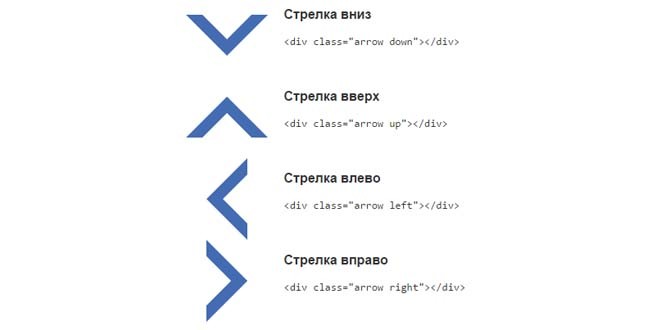 Стрелка вниз
<div class="arrow down"></div>
Стрелка вверх
<div class="arrow up"></div>
Стрелка влево
<div class="arrow left"></div>
Стрелка вправо
<div class="arrow right"></div>